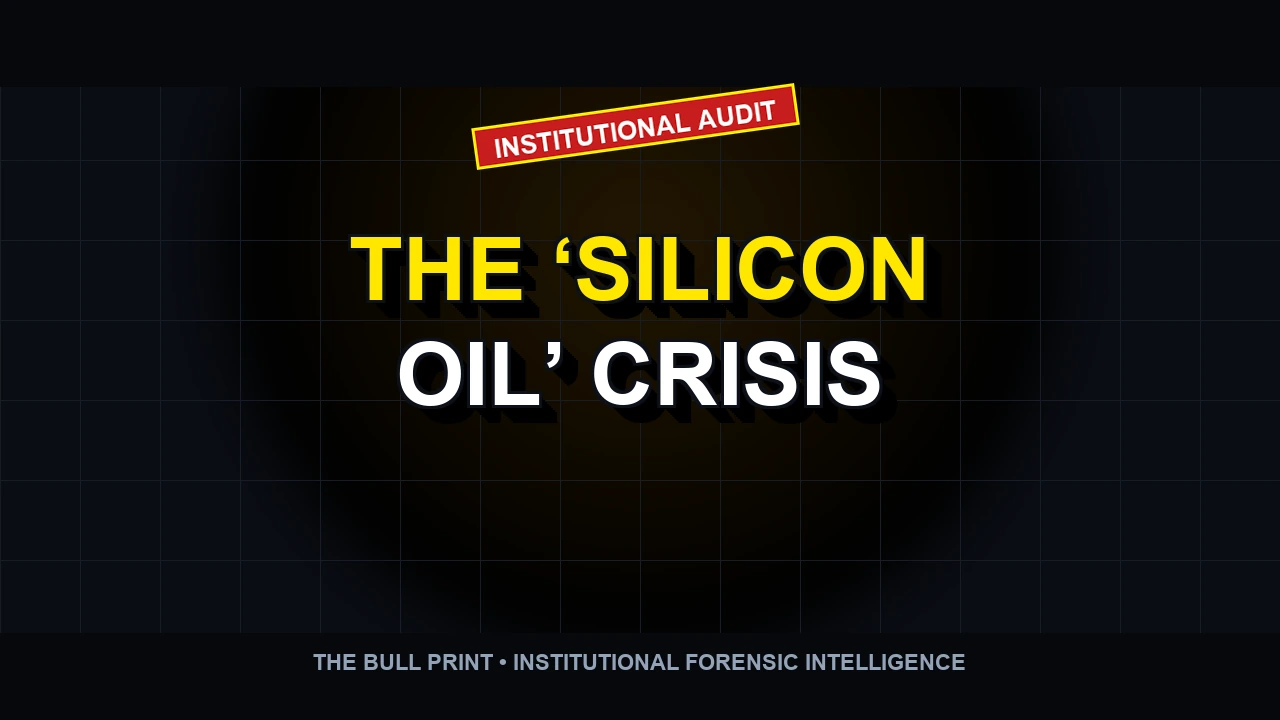 INSTITUTIONAL AUDIT
THE ‘SILICON
OIL’ CRISIS
THE BULL PRINT • INSTITUTIONAL FORENSIC INTELLIGENCE